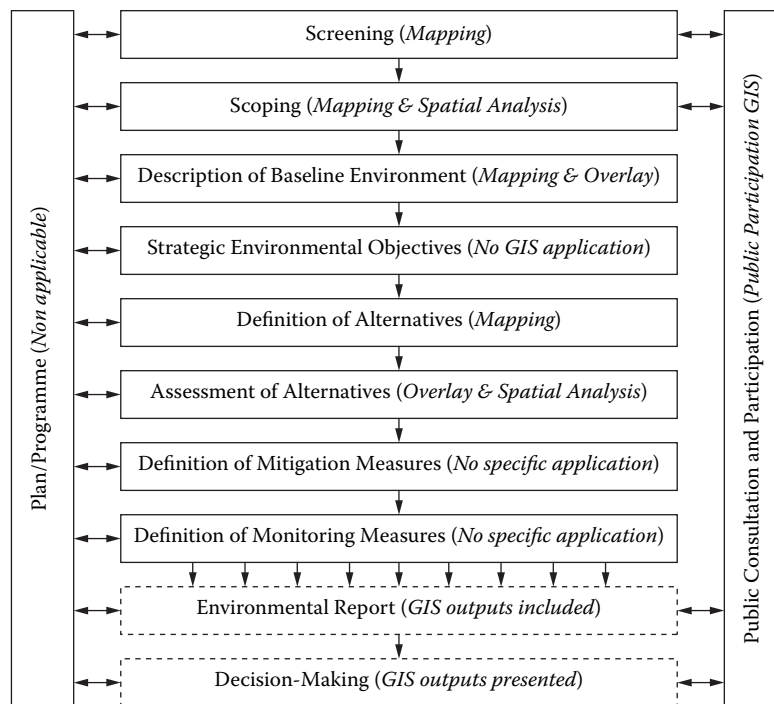 Plan/Programme (Non applicable)
Screening (Mapping)
Scoping (Mapping & Spatial Analysis)
Description of Baseline Environment (Mapping & Overlay)
Strategic Environmental Objectives (No GIS application)
Definition of Alternatives (Mapping)
Assessment of Alternatives (Overlay & Spatial Analysis)
Definition of Mitigation Measures (No specific application)
Definition of Monitoring Measures (No specific application)
Environmental Report (GIS outputs included)
Decision-Making (GIS outputs presented)
Public Consultation and Participation (Public Participation GIS)